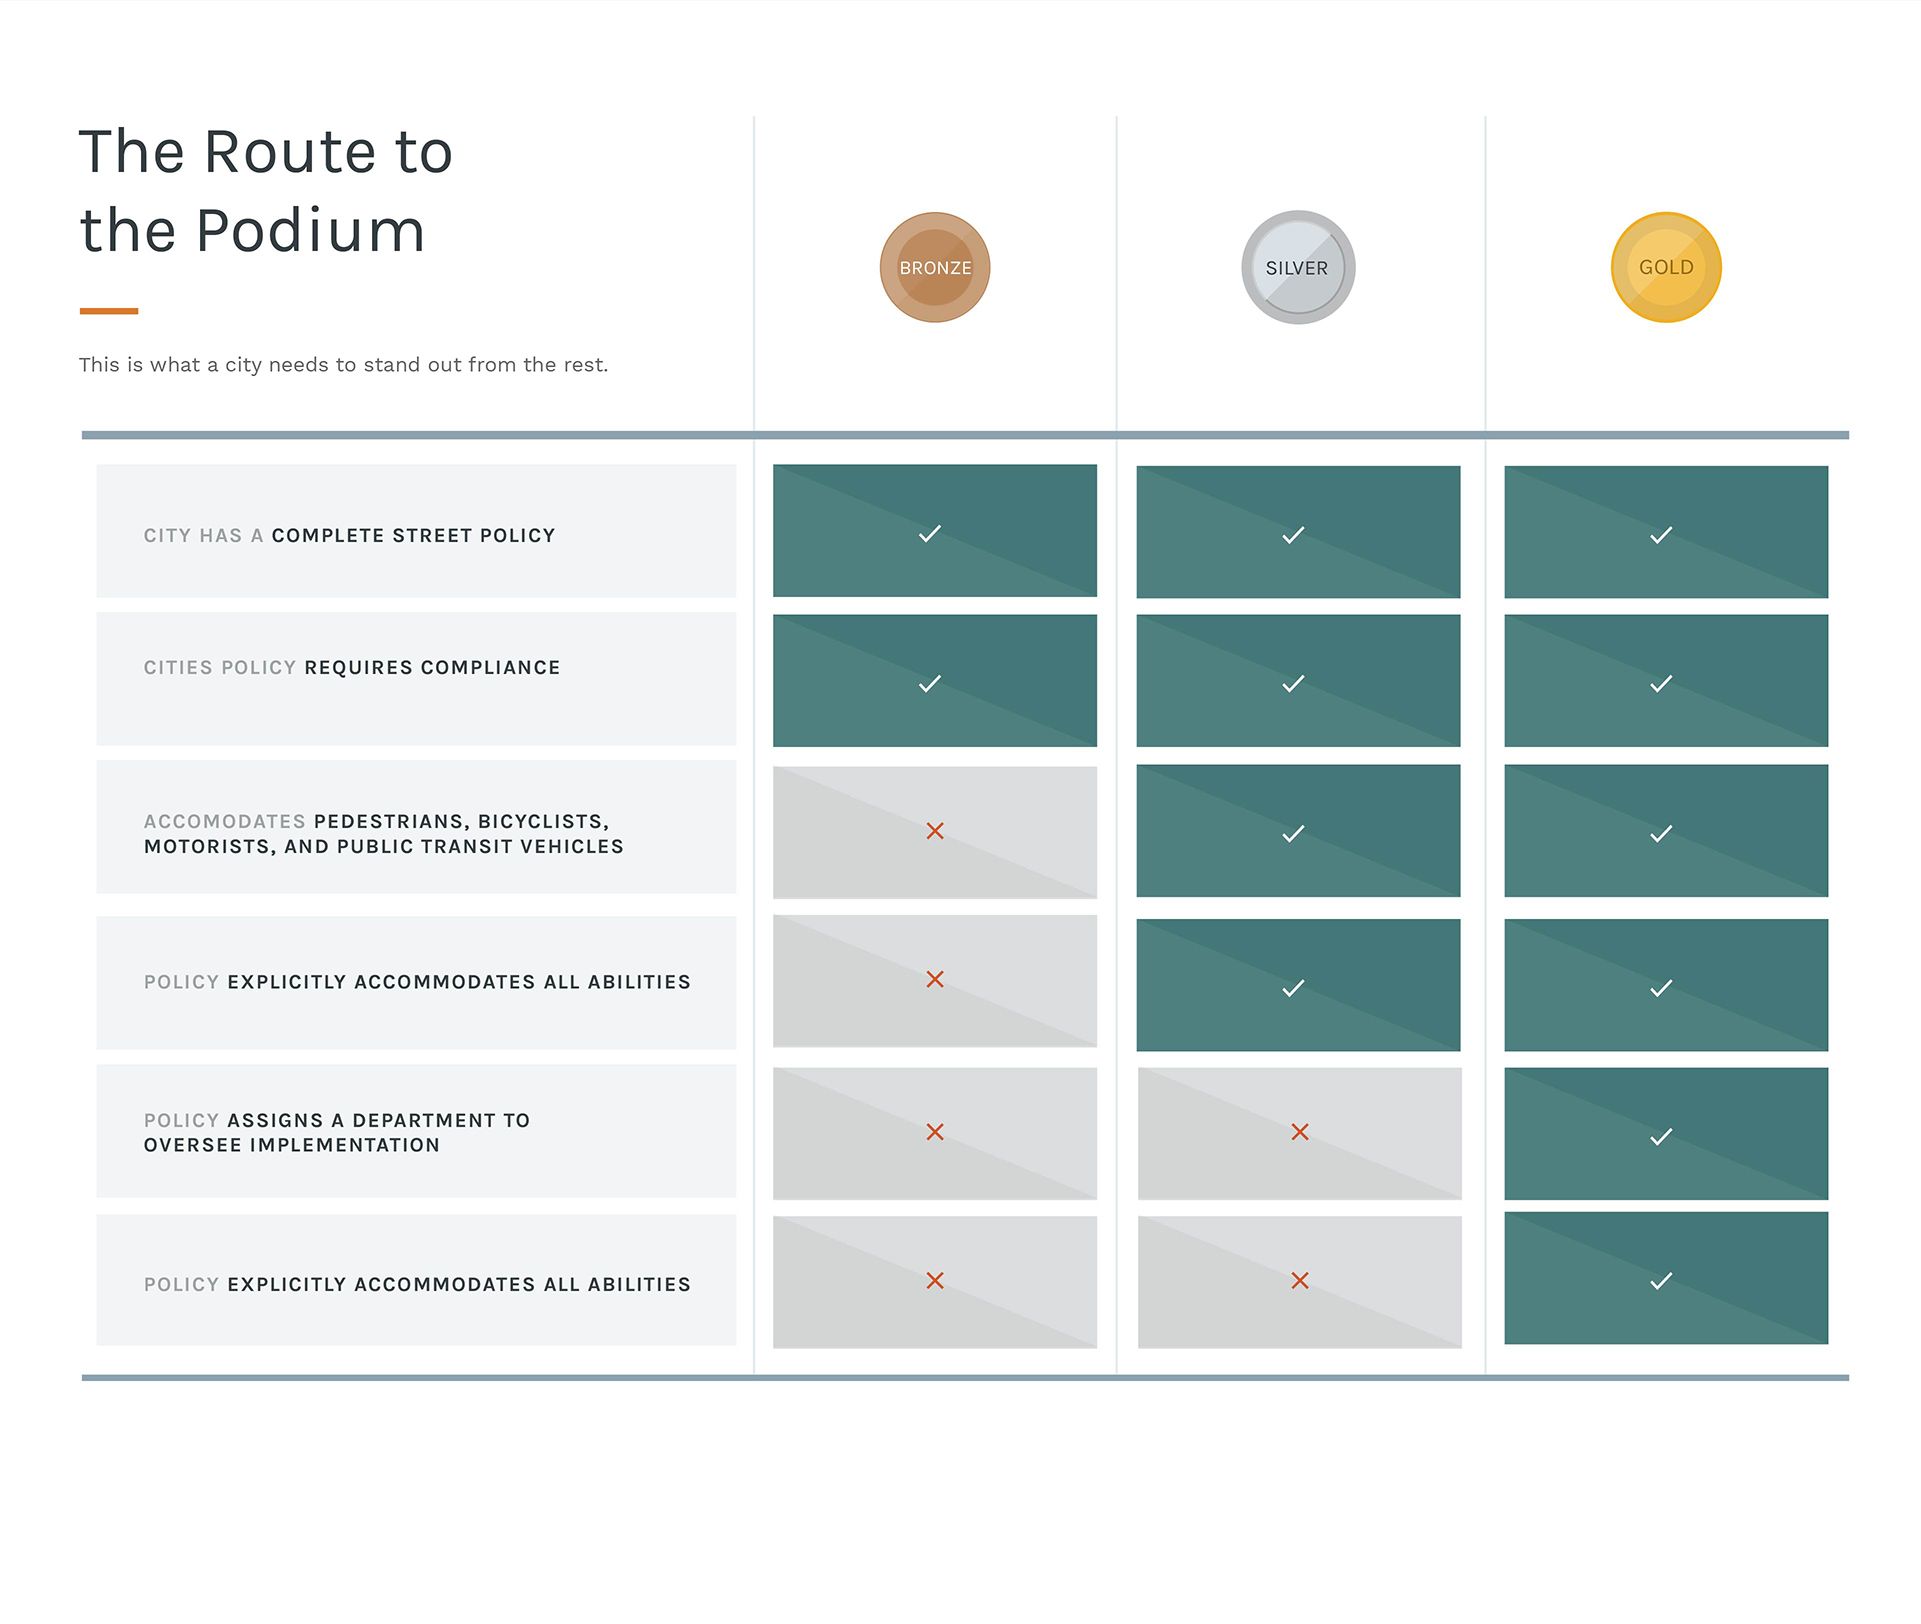 The Route to
the Podium
This is what a city needs to stand out from the rest.
BRONZE
SILVER
GOLD
CITY HAS A COMPLETE STREET POLICY
CITIES POLICY REQUIRES COMPLIANCE
ACCOMODATES PEDESTRIANS, BICYCLISTS,
MOTORISTS, AND PUBLIC TRANSIT VEHICLES
POLICY EXPLICITLY ACCOMMODATES ALL ABILITIES
POLICY ASSIGNS A DEPARTMENT TO
OVERSEE IMPLEMENTATION
POLICY EXPLICITLY ACCOMMODATES ALL ABILITIES